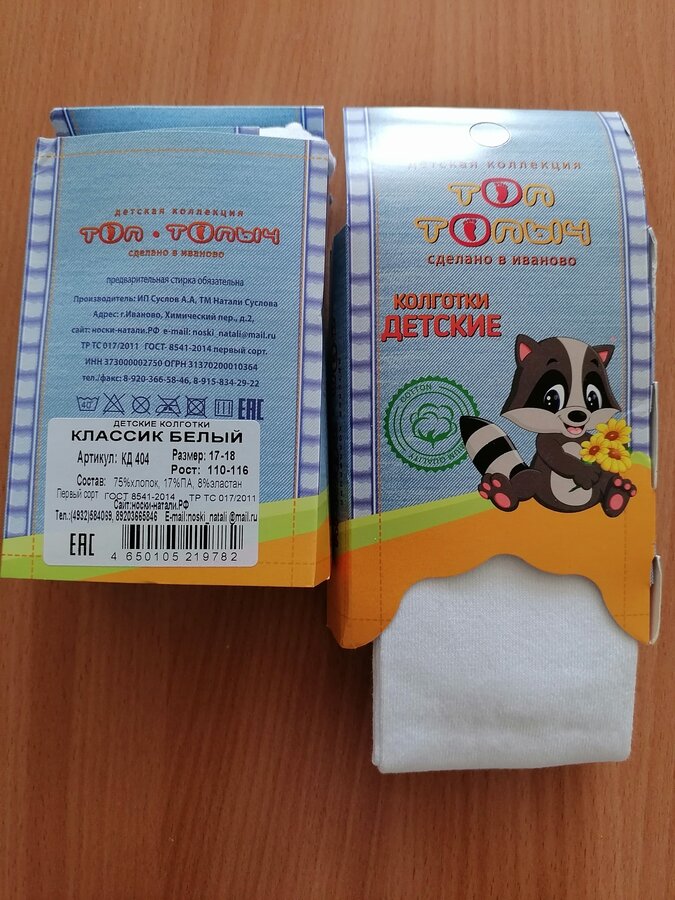 детская коллекция
ТОП • ТОПЫЧ
сделано в иваново
предварительная стирка обязательна
Производитель: ИП Суслов А.А, ТМ Натали Суслова
Адрес: г.Иваново, Химический пер., д.2,
сайт: носки-натали.РФ e-mail: noski_natali@mail.ru
ТР ТС 017/2011 ГОСТ 8541-2014 первый сорт.
ИНН 373000002750 ОГРН 31370200010364
тел./факс: 8-920-366-58-46, 8-915-834-29-22
40 EAC
ДЕТСКИЕ КОЛГОТКИ
КЛАССИК БЕЛЫЙ
Артикул: КД 404 Размер: 17-18
Рост: 110-116
Состав: 75%хлопок, 17%ПА, 8%эластан
Первый сорт ГОСТ 8541-2014 ТР ТС 017/2011
Сайт:носки-натали.РФ
Тел.:(4932)584069, 89203665846 E-mail:noski_natali@mail.ru
EAC
4 650105 219782
детская коллекция
ТОП
ТОПЫЧ
сделано в иваново
КОЛГОТКИ
ДЕТСКИЕ
COTTON